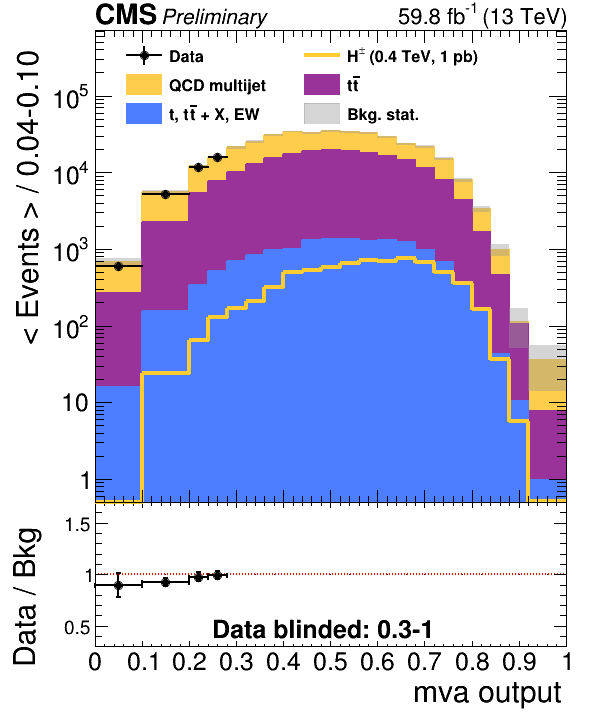 CMS Preliminary 59.8 fb⁻¹ (13 TeV)
Data H± (0.4 TeV, 1 pb)
QCD multijet tt̄
t, tt̄ + X, EW Bkg. stat.
< Events > / 0.04-0.10
10⁵
10⁴
10³
10²
10
1
Data / Bkg
1.5
1
0.5
Data blinded: 0.3-1
0 0.1 0.2 0.3 0.4 0.5 0.6 0.7 0.8 0.9 1
mva output